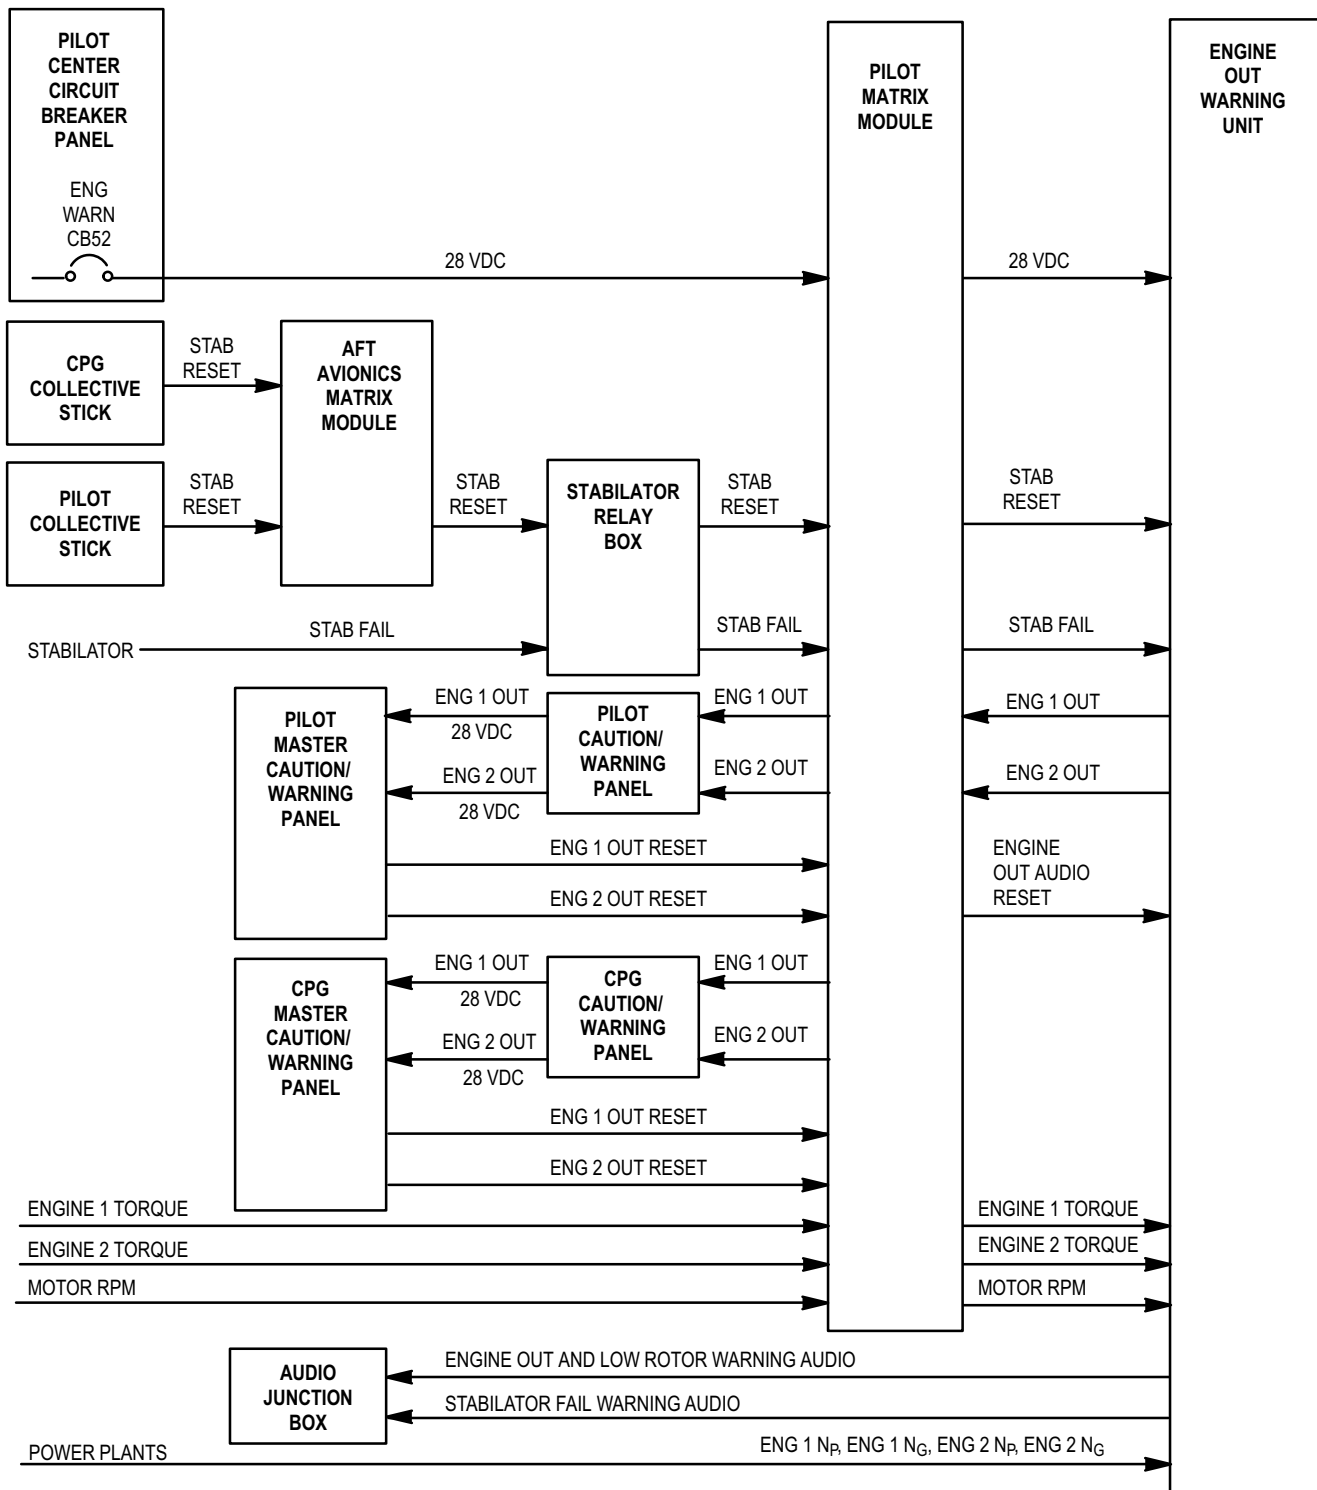 PILOT
CENTER
CIRCUIT
BREAKER
PANEL
ENG
WARN
CB52
28 VDC
PILOT
MATRIX
MODULE
28 VDC
ENGINE
OUT
WARNING
UNIT
CPG
COLLECTIVE
STICK
STAB
RESET
AFT
AVIONICS
MATRIX
MODULE
PILOT
COLLECTIVE
STICK
STAB
RESET
STAB
RESET
STABILATOR
RELAY
BOX
STAB
RESET
STAB
RESET
STABILATOR
STAB FAIL
STAB FAIL
STAB FAIL
PILOT
MASTER
CAUTION/
WARNING
PANEL
ENG 1 OUT
28 VDC
ENG 2 OUT
28 VDC
PILOT
CAUTION/
WARNING
PANEL
ENG 1 OUT
ENG 2 OUT
ENG 1 OUT
ENG 2 OUT
ENG 1 OUT RESET
ENG 2 OUT RESET
ENGINE
OUT AUDIO
RESET
CPG
MASTER
CAUTION/
WARNING
PANEL
ENG 1 OUT
28 VDC
ENG 2 OUT
28 VDC
CPG
CAUTION/
WARNING
PANEL
ENG 1 OUT
ENG 2 OUT
ENG 1 OUT RESET
ENG 2 OUT RESET
ENGINE 1 TORQUE
ENGINE 1 TORQUE
ENGINE 2 TORQUE
ENGINE 2 TORQUE
MOTOR RPM
MOTOR RPM
AUDIO
JUNCTION
BOX
ENGINE OUT AND LOW ROTOR WARNING AUDIO
STABILATOR FAIL WARNING AUDIO
POWER PLANTS
ENG 1 NP, ENG 1 NG, ENG 2 NP, ENG 2 NG